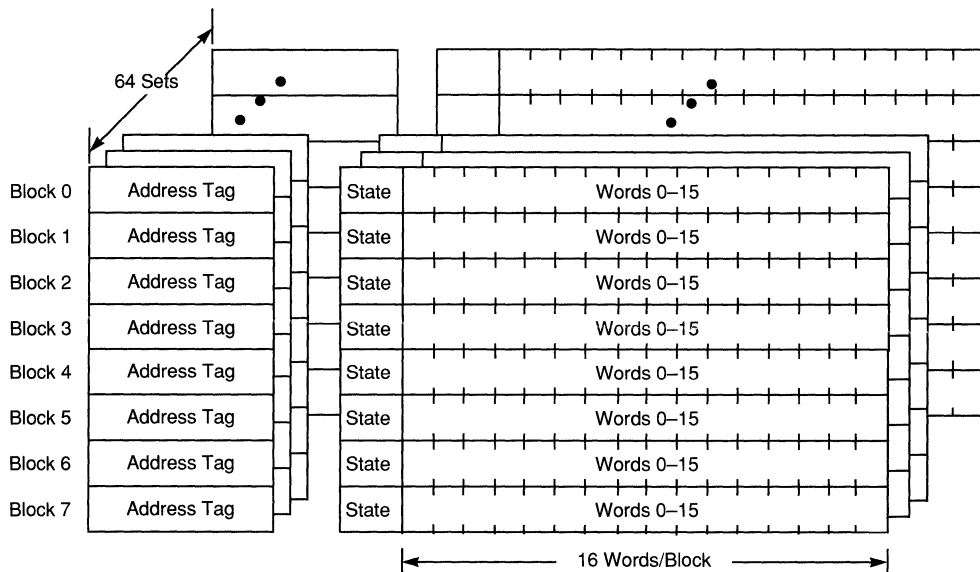 64 Sets
Block 0 Address Tag State Words 0–15
Block 1 Address Tag State Words 0–15
Block 2 Address Tag State Words 0–15
Block 3 Address Tag State Words 0–15
Block 4 Address Tag State Words 0–15
Block 5 Address Tag State Words 0–15
Block 6 Address Tag State Words 0–15
Block 7 Address Tag State Words 0–15
16 Words/Block